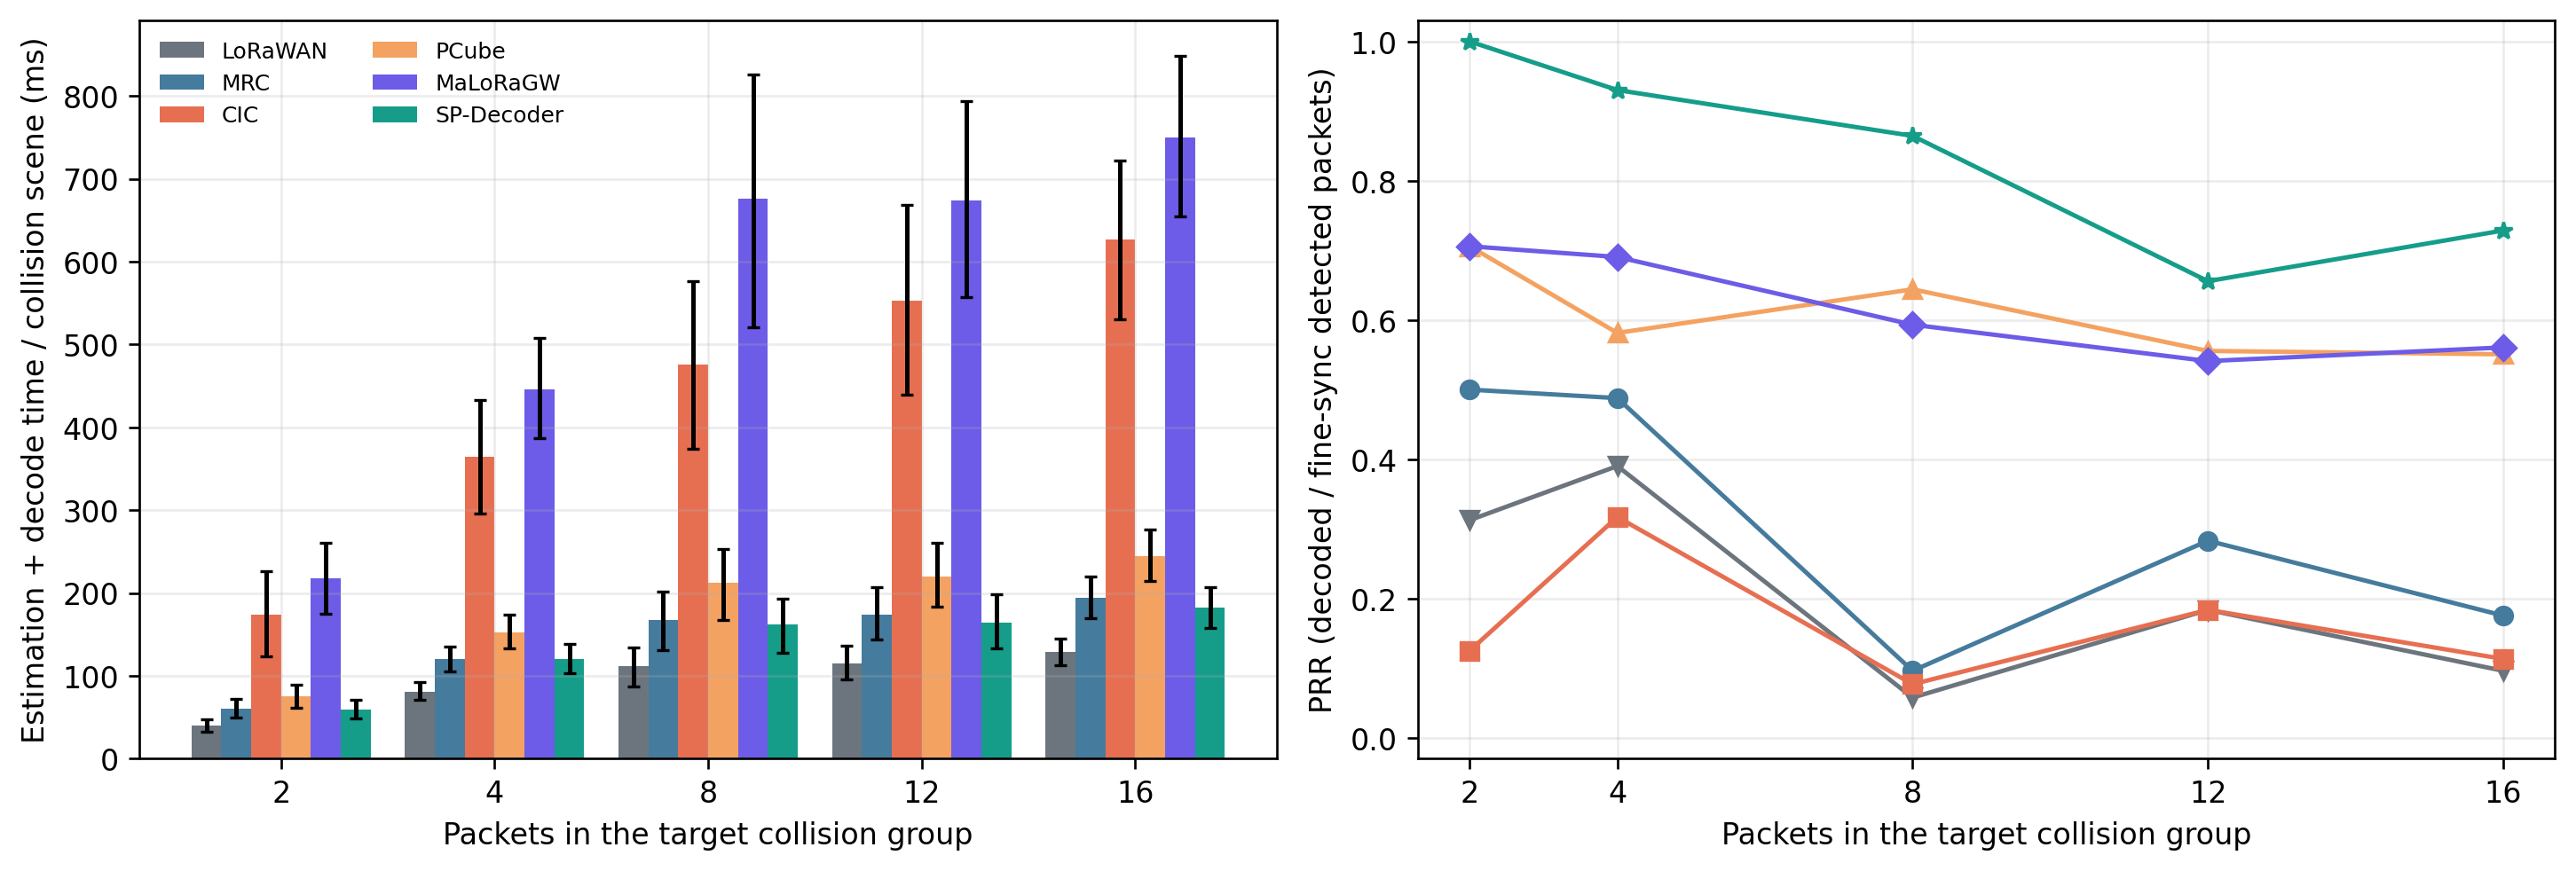 Estimation + decode time / collision scene (ms)
800
700
600
500
400
300
200
100
0
LoRaWAN
MRC
CIC
PCube
MaLoRaGW
SP-Decoder
2 4 8 12 16
Packets in the target collision group
PRR (decoded / fine-sync detected packets)
1.0
0.8
0.6
0.4
0.2
0.0
2 4 8 12 16
Packets in the target collision group